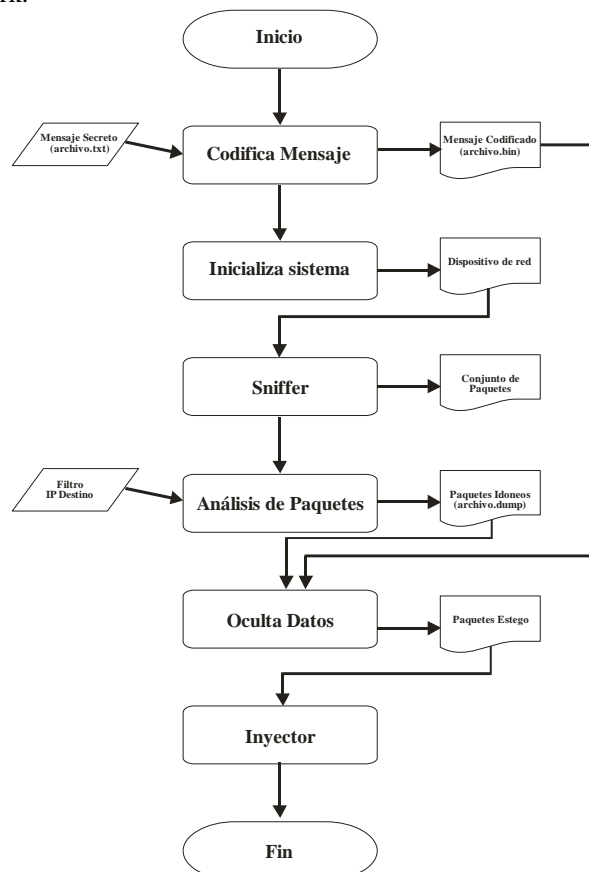 Inicio
Mensaje Secreto
(archivo.txt)
Codifica Mensaje
Mensaje Codificado
(archivo.bin)
Inicializa sistema
Dispositivo de red
Sniffer
Conjunto de
Paquetes
Filtro
IP Destino
Análisis de Paquetes
Paquetes Idoneos
(archivo.dump)
Oculta Datos
Paquetes Estego
Inyector
Fin